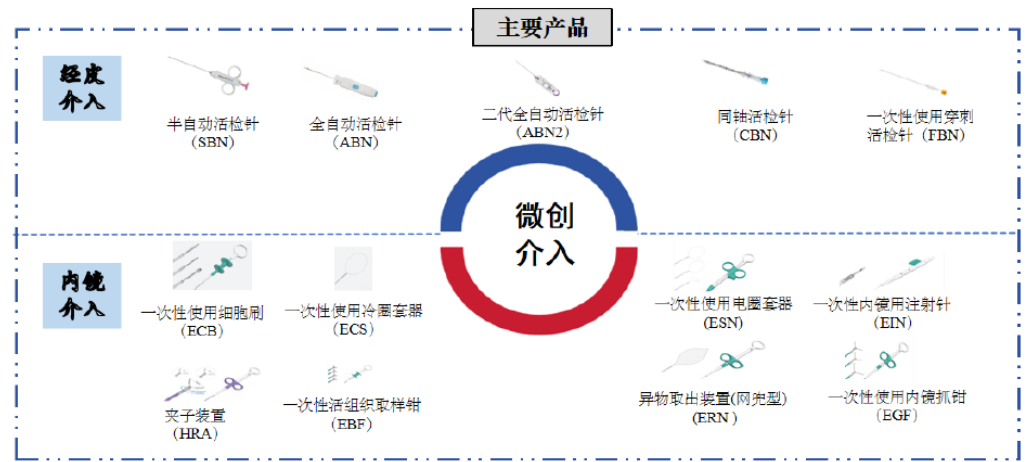 主要产品
经皮
介入
半自动活检针
（SBN）
全自动活检针
（ABN）
二代全自动活检针
（ABN2）
同轴活检针
（CBN）
一次性使用穿刺
活检针（FBN）
微创
介入
内镜
介入
一次性使用细胞刷
(ECB)
一次性使用冷圈套器
(ECS)
一次性使用电圈套器
(ESN)
一次性内镜用注射针
(EIN)
夹子装置
（HRA）
一次性活组织取样钳
(EBF)
异物取出装置(网兜型)
(ERN )
一次性使用内镜抓钳
(EGF)